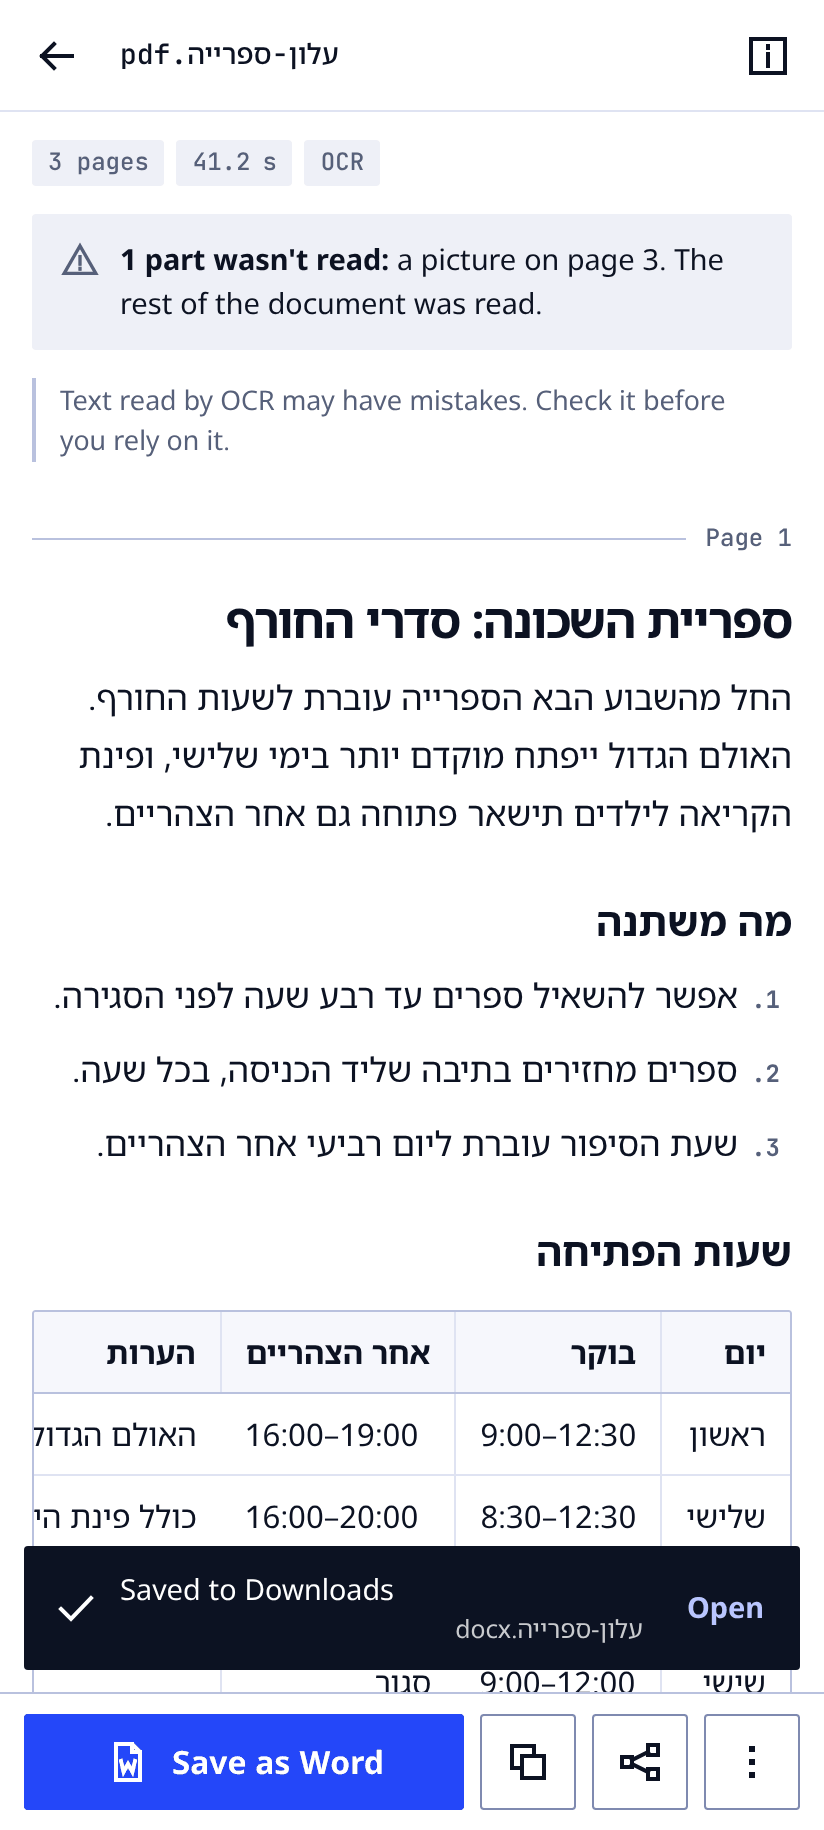 עלון-ספרייה.pdf
3 pages 41.2 s OCR
1 part wasn't read: a picture on page 3. The
rest of the document was read.
Text read by OCR may have mistakes. Check it before
you rely on it.
Page 1
ספריית השכונה: סדרי החורף
החל מהשבוע הבא הספרייה עוברת לשעות החורף.
האולם הגדול ייפתח מוקדם יותר בימי שלישי, ופינת
הקריאה לילדים תישאר פתוחה גם אחר הצהריים.
מה משתנה
1. אפשר להשאיל ספרים עד רבע שעה לפני הסגירה.
2. ספרים מחזירים בתיבה שליד הכניסה, בכל שעה.
3. שעת הסיפור עוברת ליום רביעי אחר הצהריים.
שעות הפתיחה
יום בוקר אחר הצהריים הערות
ראשון 9:00–12:30 16:00–19:00 האולם הגדול
שלישי 8:30–12:30 16:00–20:00 כולל פינת הי
Saved to Downloads
עלון-ספרייה.docx
Open
שישי 9:00–12:00 סגור
Save as Word